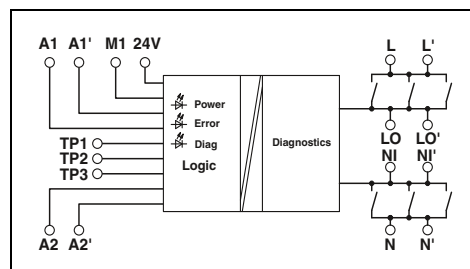 A1 A1' M1 24V L L'
Power
Error
TP1 Diag Diagnostics LO LO'
TP2 Logic NI NI'
TP3
A2 A2' N N'